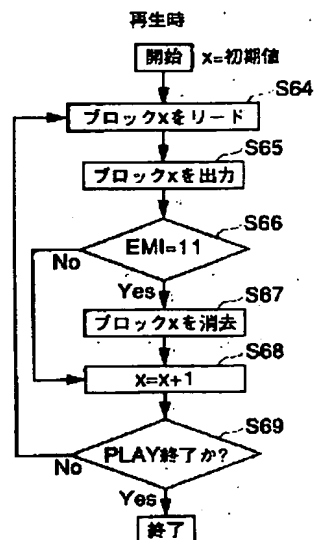 再生時
開始 x=初期値
S64
ブロックxをリード
S65
ブロックxを出力
S66
EMI=11
No
Yes
S67
ブロックxを消去
S68
x=x+1
S69
PLAY終了か?
No
Yes
終了